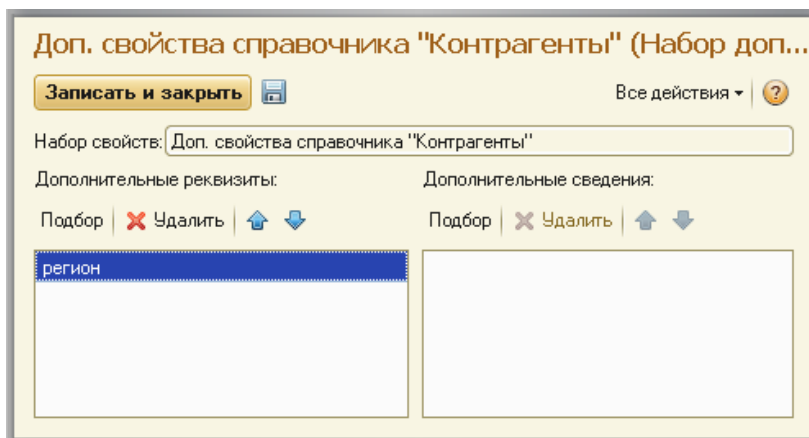 Доп. свойства справочника "Контрагенты" (Набор доп...
Записать и закрыть Все действия
Набор свойств: Доп. свойства справочника "Контрагенты"
Дополнительные реквизиты: Дополнительные сведения:
Подбор Удалить Подбор Удалить
регион